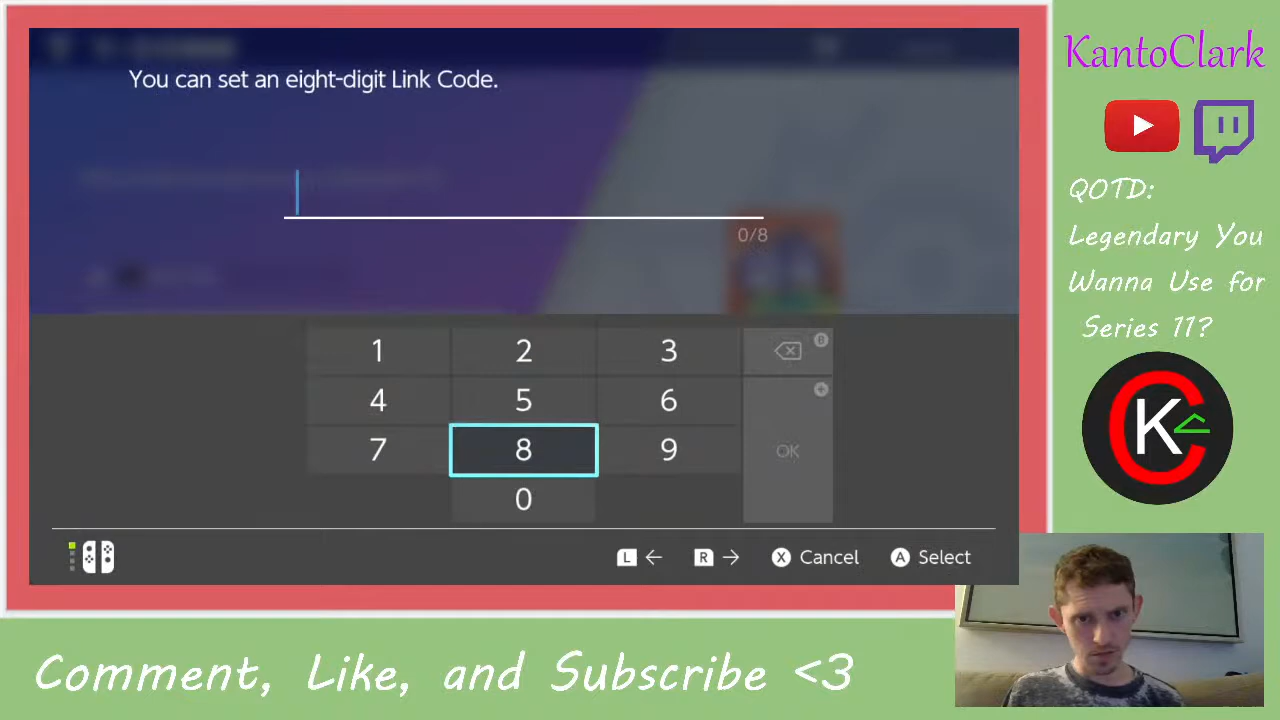 You can set an eight-digit Link Code.
0/8
1 2 3
4 5 6
7 8 9
OK
0
L ← R → X Cancel A Select
KantoClark
QOTD:
Legendary You
Wanna Use for
Series 11?
C K
Comment, Like, and Subscribe <3